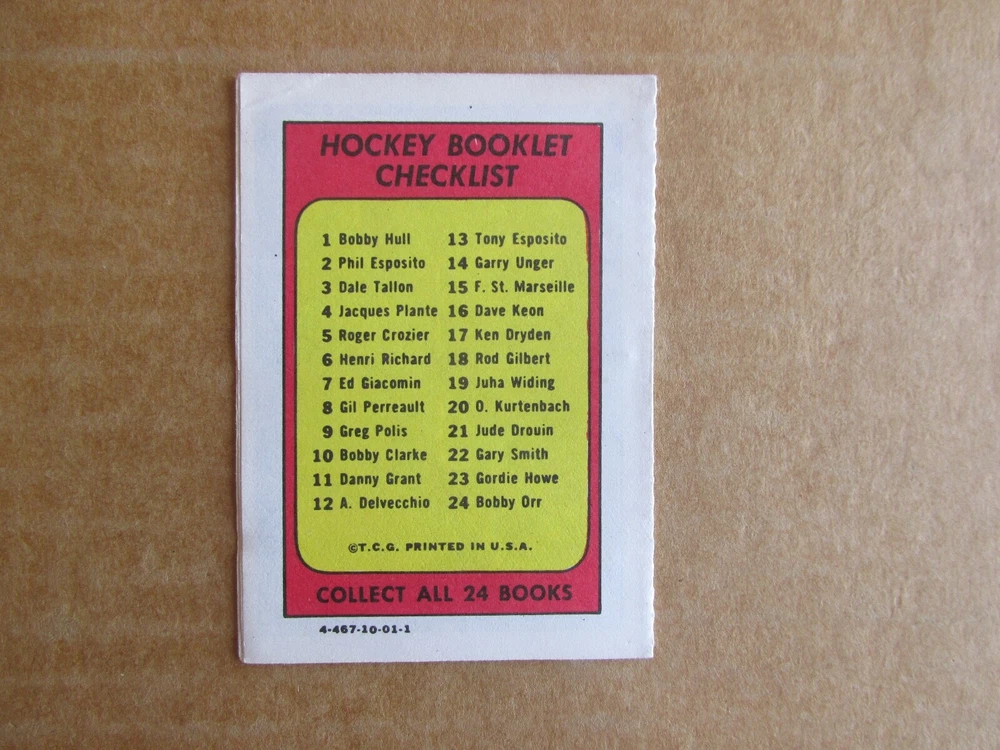 HOCKEY BOOKLET
CHECKLIST
1 Bobby Hull
2 Phil Esposito
3 Dale Tallon
4 Jacques Plante
5 Roger Crozier
6 Henri Richard
7 Ed Giacomin
8 Gil Perreault
9 Greg Polis
10 Bobby Clarke
11 Danny Grant
12 A. Delvecchio
13 Tony Esposito
14 Garry Unger
15 F. St. Marseille
16 Dave Keon
17 Ken Dryden
18 Rod Gilbert
19 Juha Widing
20 O. Kurtenbach
21 Jude Drouin
22 Gary Smith
23 Gordie Howe
24 Bobby Orr
©T.C.G. PRINTED IN U.S.A.
COLLECT ALL 24 BOOKS
4-467-10-01-1